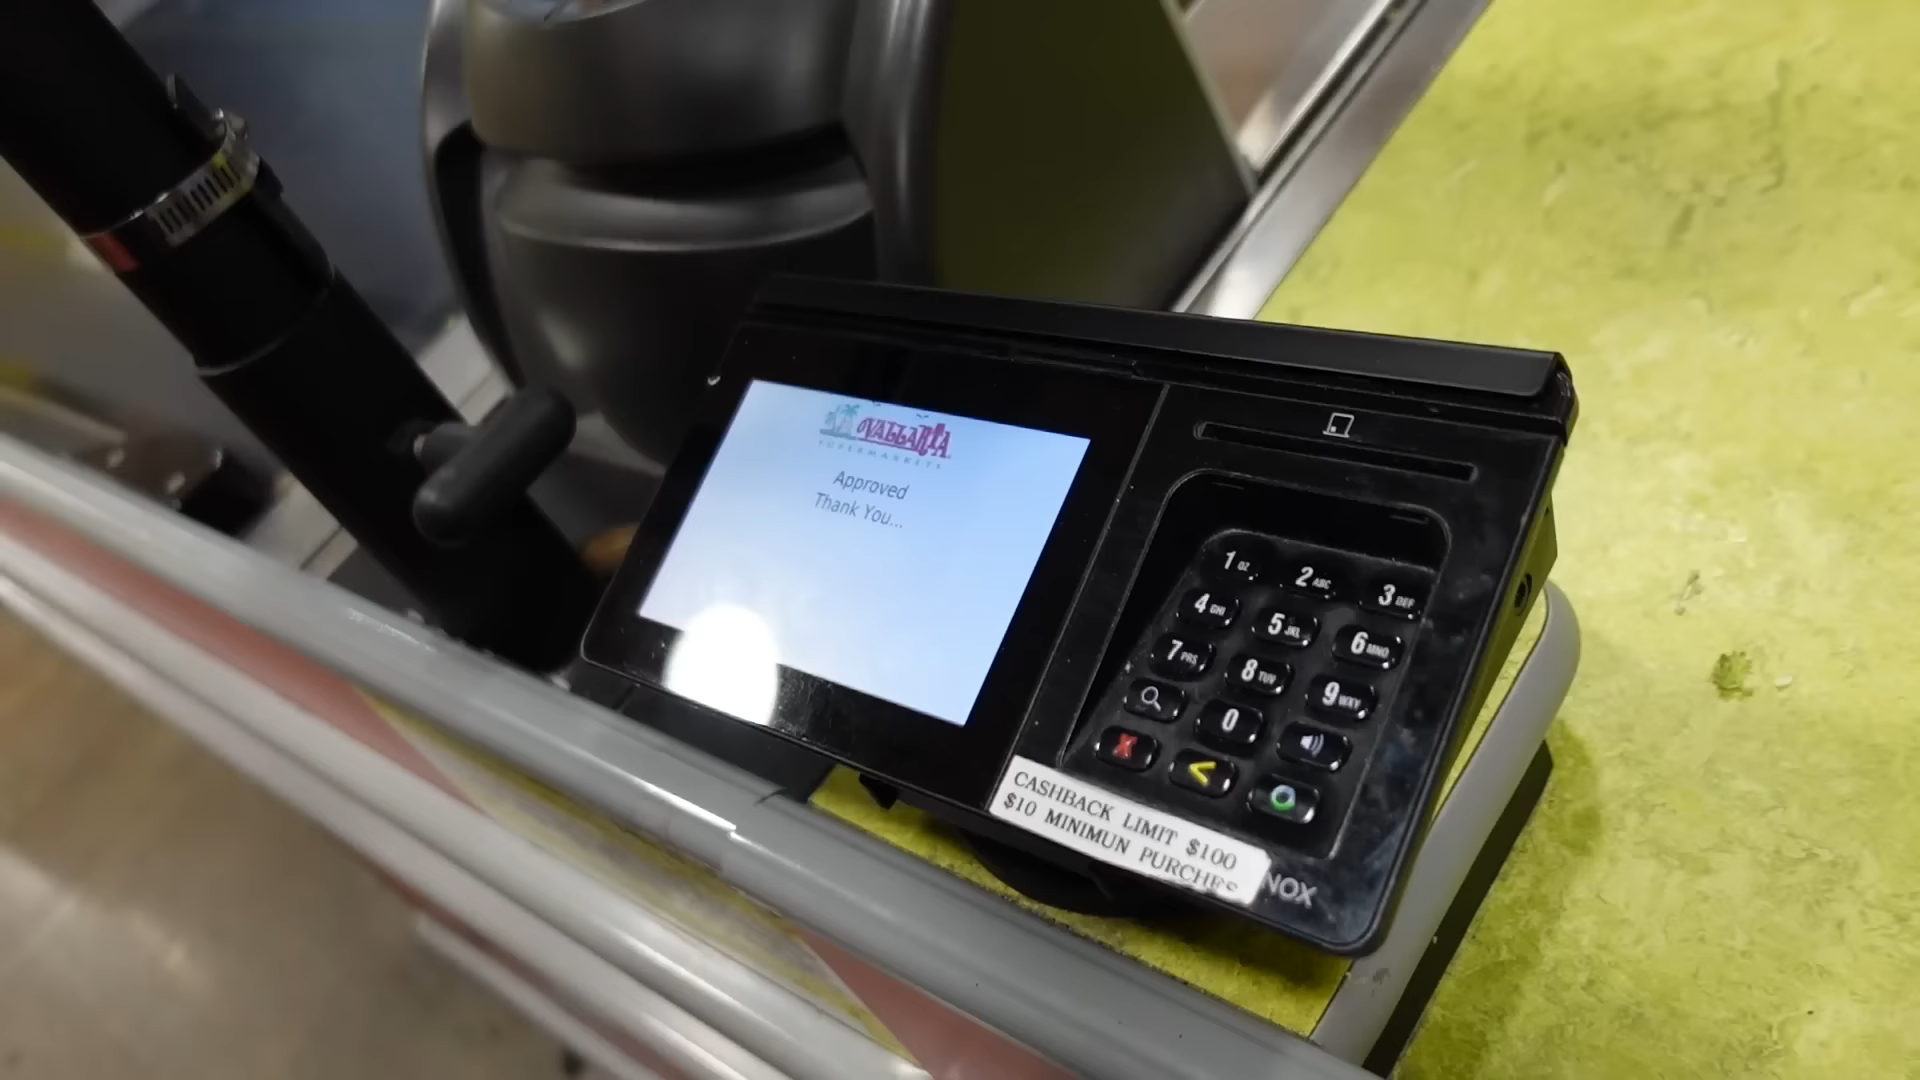 VALLARTA
SUPERMARKETS
Approved
Thank You...
1 QZ.
2 ABC
3 DEF
4 GHI
5 JKL
6 MNO
7 PRS
8 TUV
9 WXY
0
X
<
O
CASHBACK LIMIT $100
$10 MINIMUN PURCHES
NOX